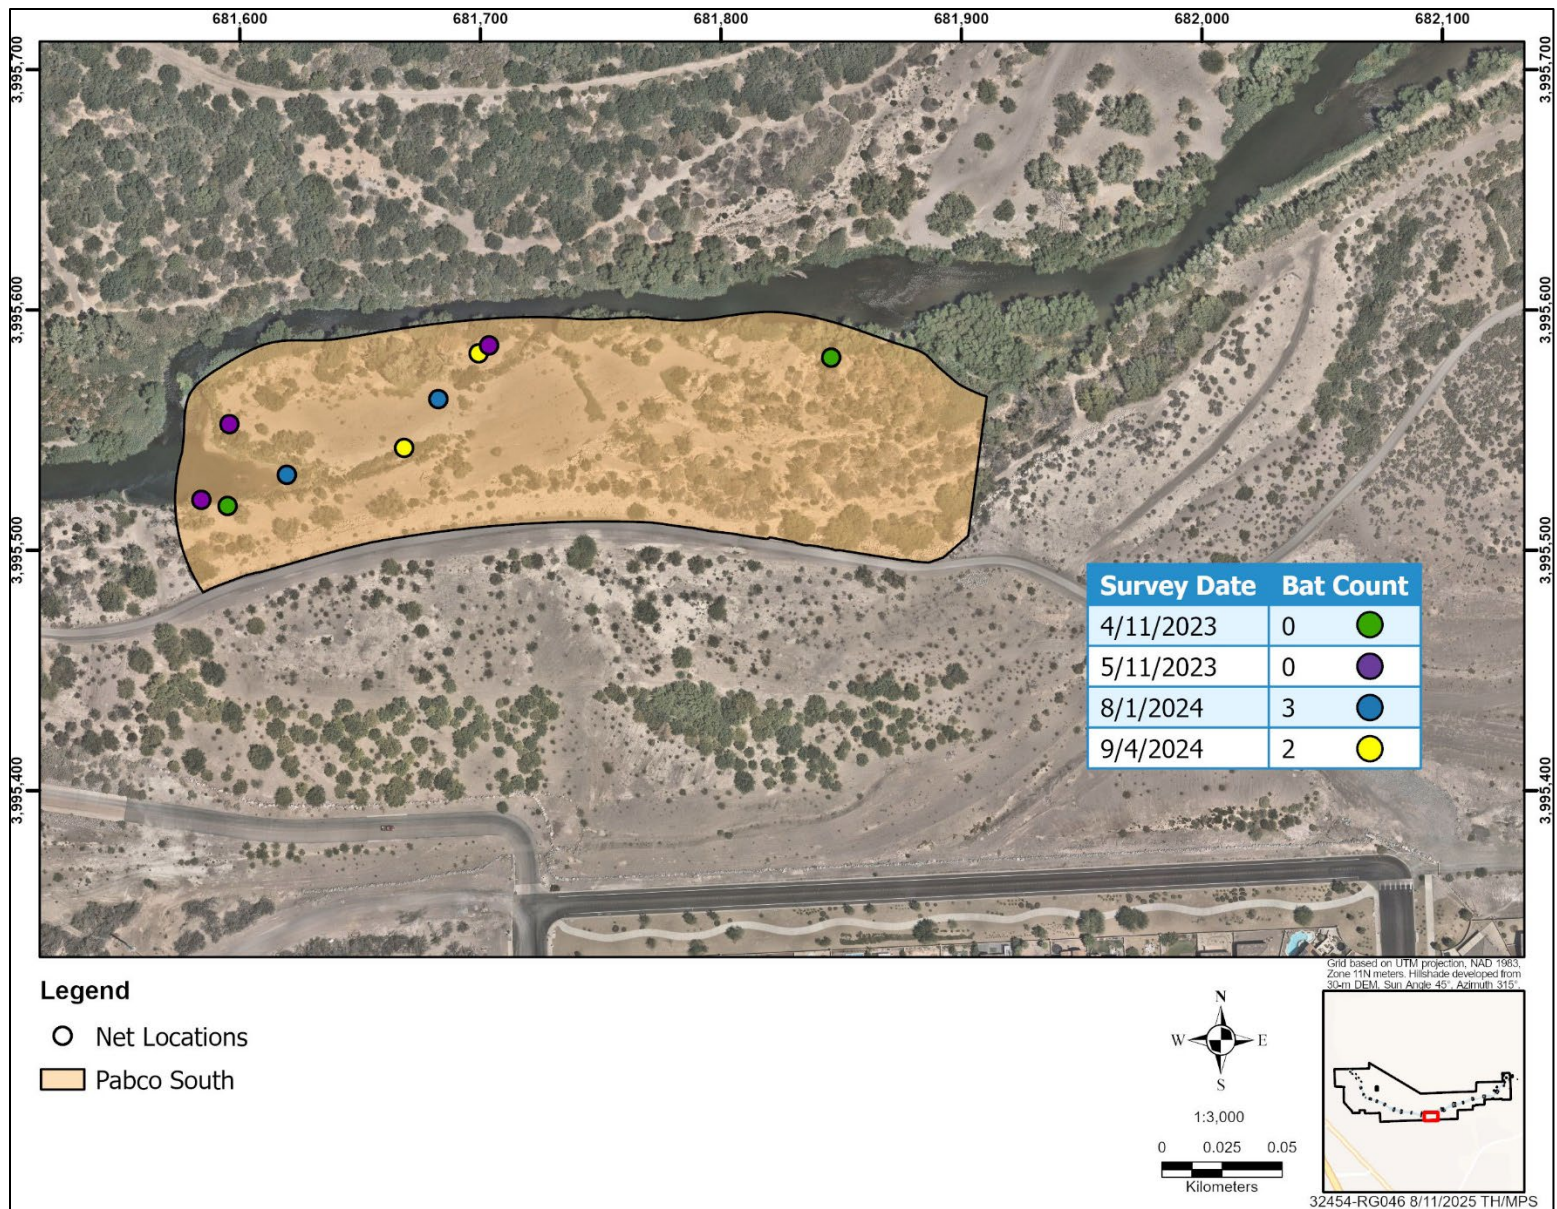 681,600 681,700 681,800 681,900 682,000 682,100
3,995,700
3,995,700
3,995,600
3,995,600
3,995,500
3,995,500
3,995,400
3,995,400
Survey Date Bat Count
4/11/2023 0
5/11/2023 0
8/1/2024 3
9/4/2024 2
Legend
Net Locations
Pabco South
N
W E
S
1:3,000
0 0.025 0.05
Kilometers
Grid based on UTM projection, NAD 1983,
Zone 11N meters. Hillshade developed from
30-m DEM, Sun Angle 45°, Azimuth 315°.
32454-RG046 8/11/2025 TH/MPS